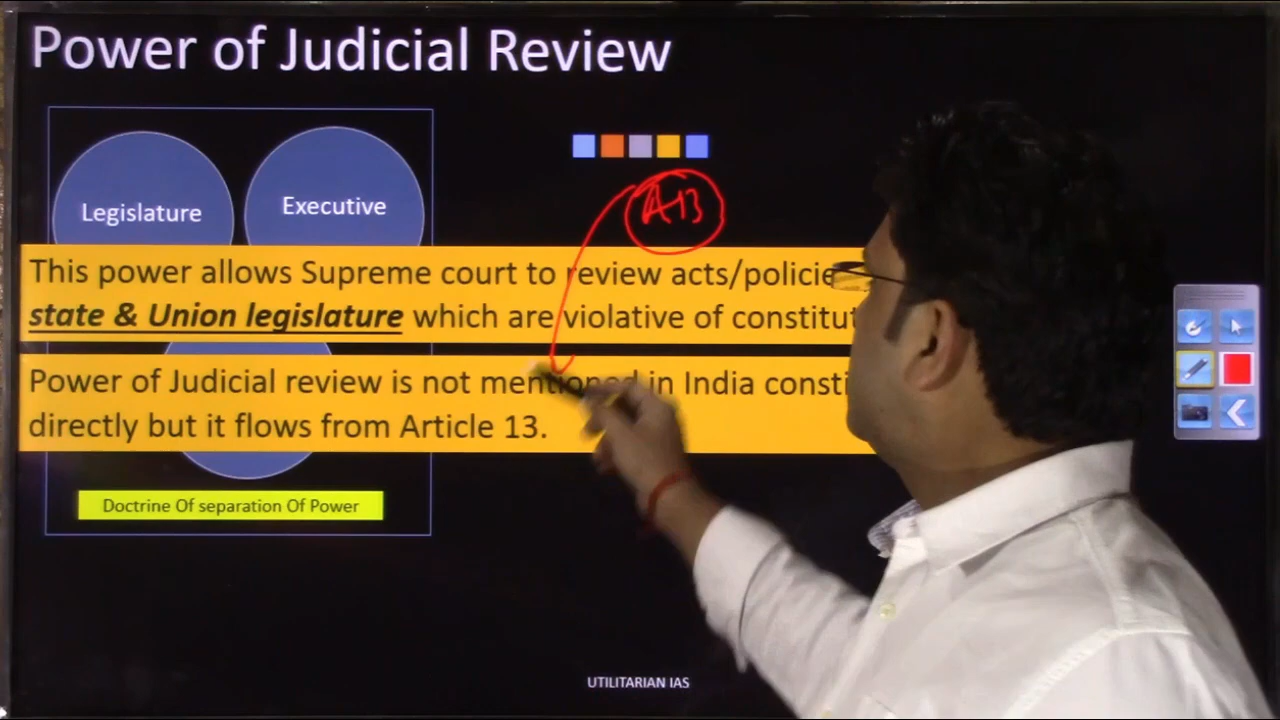 Power of Judicial Review
Legislature
Executive
A-13
This power allows Supreme court to review acts/policie
state & Union legislature which are violative of constitut
Power of Judicial review is not mentioned in India consti
directly but it flows from Article 13.
Doctrine Of separation Of Power
UTILITARIAN IAS